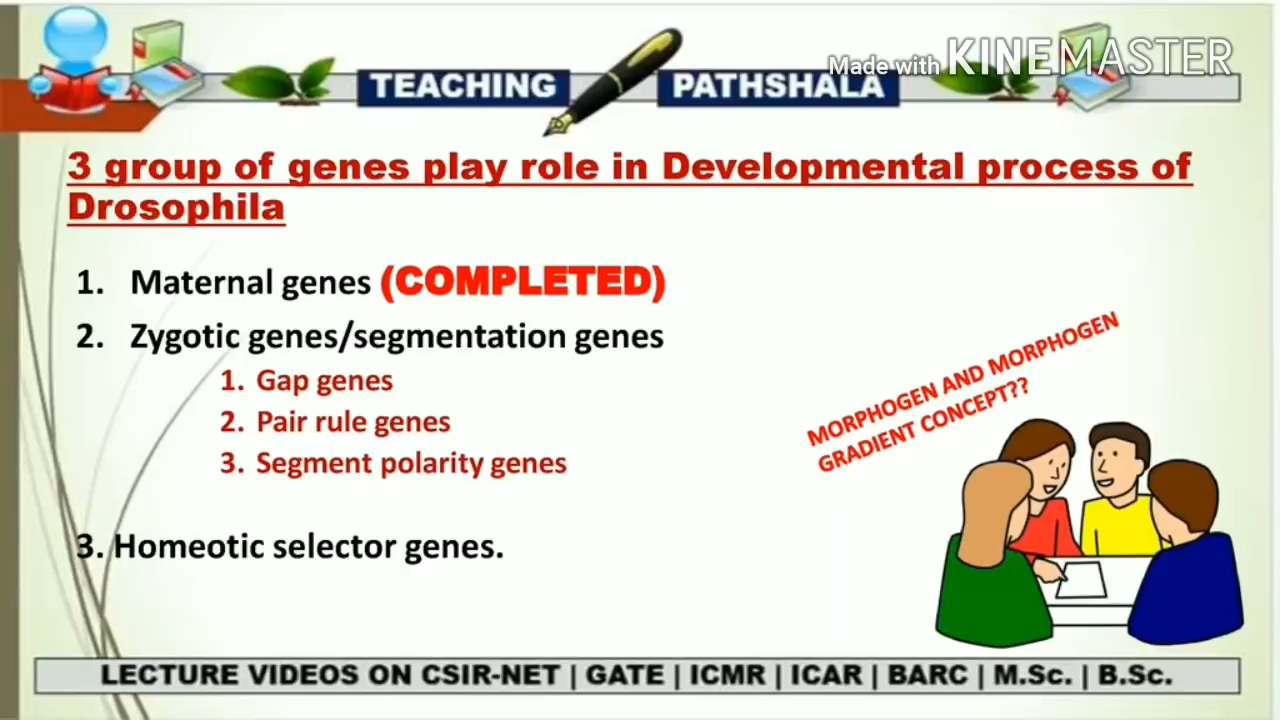 Made with KINEMASTER
TEACHING PATHSHALA
3 group of genes play role in Developmental process of
Drosophila
1. Maternal genes (COMPLETED)
2. Zygotic genes/segmentation genes
1. Gap genes
2. Pair rule genes
3. Segment polarity genes
3. Homeotic selector genes.
MORPHOGEN AND MORPHOGEN
GRADIENT CONCEPT??
LECTURE VIDEOS ON CSIR-NET | GATE | ICMR | ICAR | BARC | M.Sc. | B.Sc.